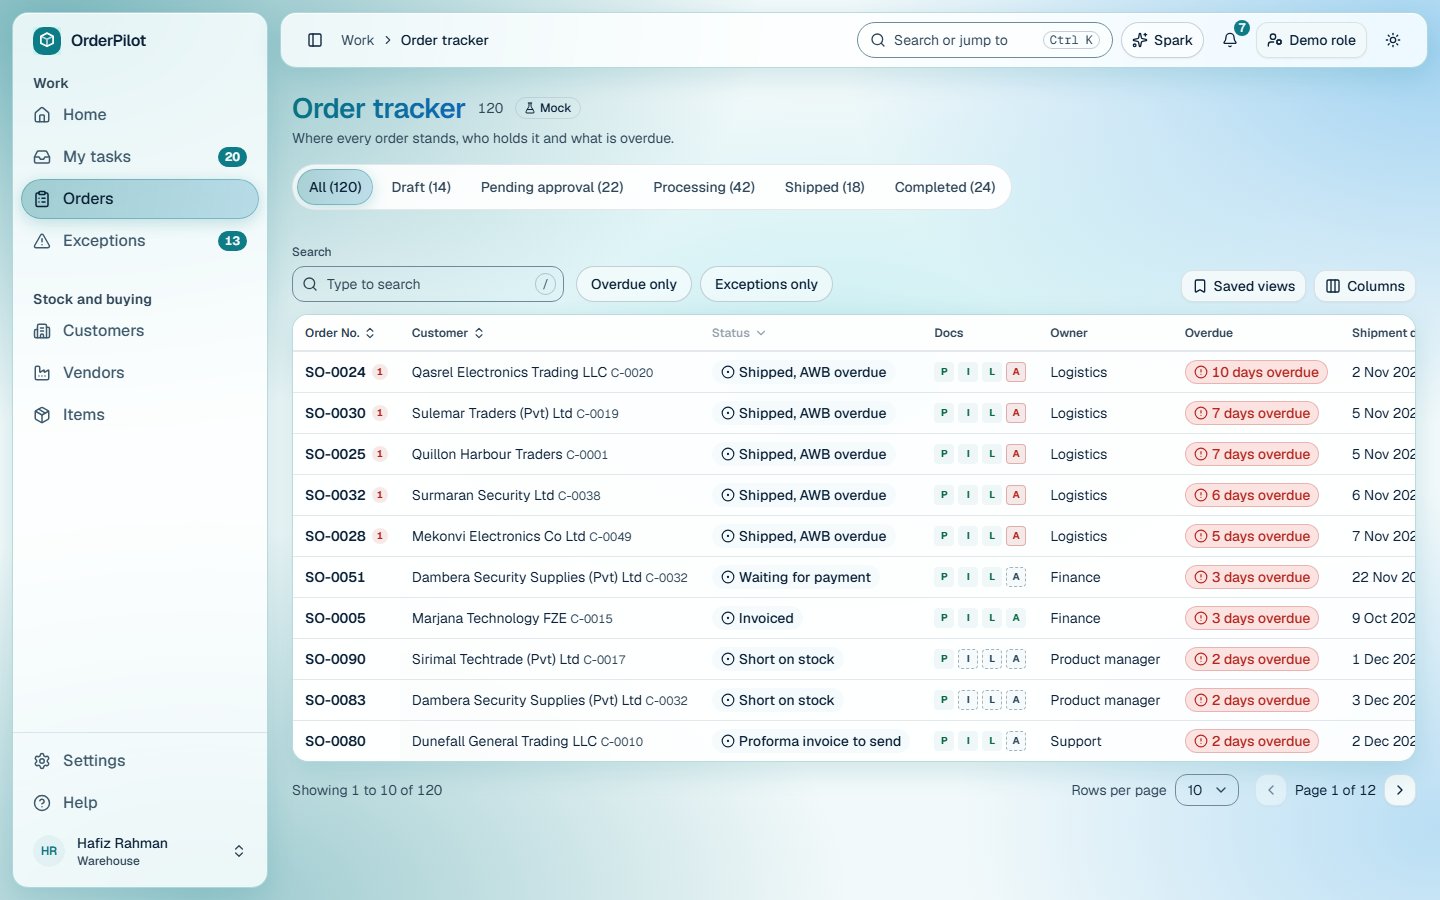 OrderPilot
Work
Home
My tasks 20
Orders
Exceptions 13
Stock and buying
Customers
Vendors
Items
Settings
Help
HR Hafiz Rahman
Warehouse
Work > Order tracker
Search or jump to Ctrl K
Spark
7
Demo role
Order tracker 120 Mock
Where every order stands, who holds it and what is overdue.
All (120) Draft (14) Pending approval (22) Processing (42) Shipped (18) Completed (24)
Search
Type to search /
Overdue only Exceptions only
Saved views Columns
Order No. Customer Status Docs Owner Overdue Shipment
SO-0024 1 Qasrel Electronics Trading LLC C-0020 Shipped, AWB overdue P I L A Logistics 10 days overdue 2 Nov 202
SO-0030 1 Sulemar Traders (Pvt) Ltd C-0019 Shipped, AWB overdue P I L A Logistics 7 days overdue 5 Nov 202
SO-0025 1 Quillon Harbour Traders C-0001 Shipped, AWB overdue P I L A Logistics 7 days overdue 5 Nov 202
SO-0032 1 Surmaran Security Ltd C-0038 Shipped, AWB overdue P I L A Logistics 6 days overdue 6 Nov 202
SO-0028 1 Mekonvi Electronics Co Ltd C-0049 Shipped, AWB overdue P I L A Logistics 5 days overdue 7 Nov 202
SO-0051 Dambera Security Supplies (Pvt) Ltd C-0032 Waiting for payment P I L A Finance 3 days overdue 22 Nov 20
SO-0005 Marjana Technology FZE C-0015 Invoiced P I L A Finance 3 days overdue 9 Oct 202
SO-0090 Sirimal Techtrade (Pvt) Ltd C-0017 Short on stock P I L A Product manager 2 days overdue 1 Dec 202
SO-0083 Dambera Security Supplies (Pvt) Ltd C-0032 Short on stock P I L A Product manager 2 days overdue 3 Dec 202
SO-0080 Dunefall General Trading LLC C-0010 Proforma invoice to send P I L A Support 2 days overdue 2 Dec 202
Showing 1 to 10 of 120
Rows per page 10
Page 1 of 12